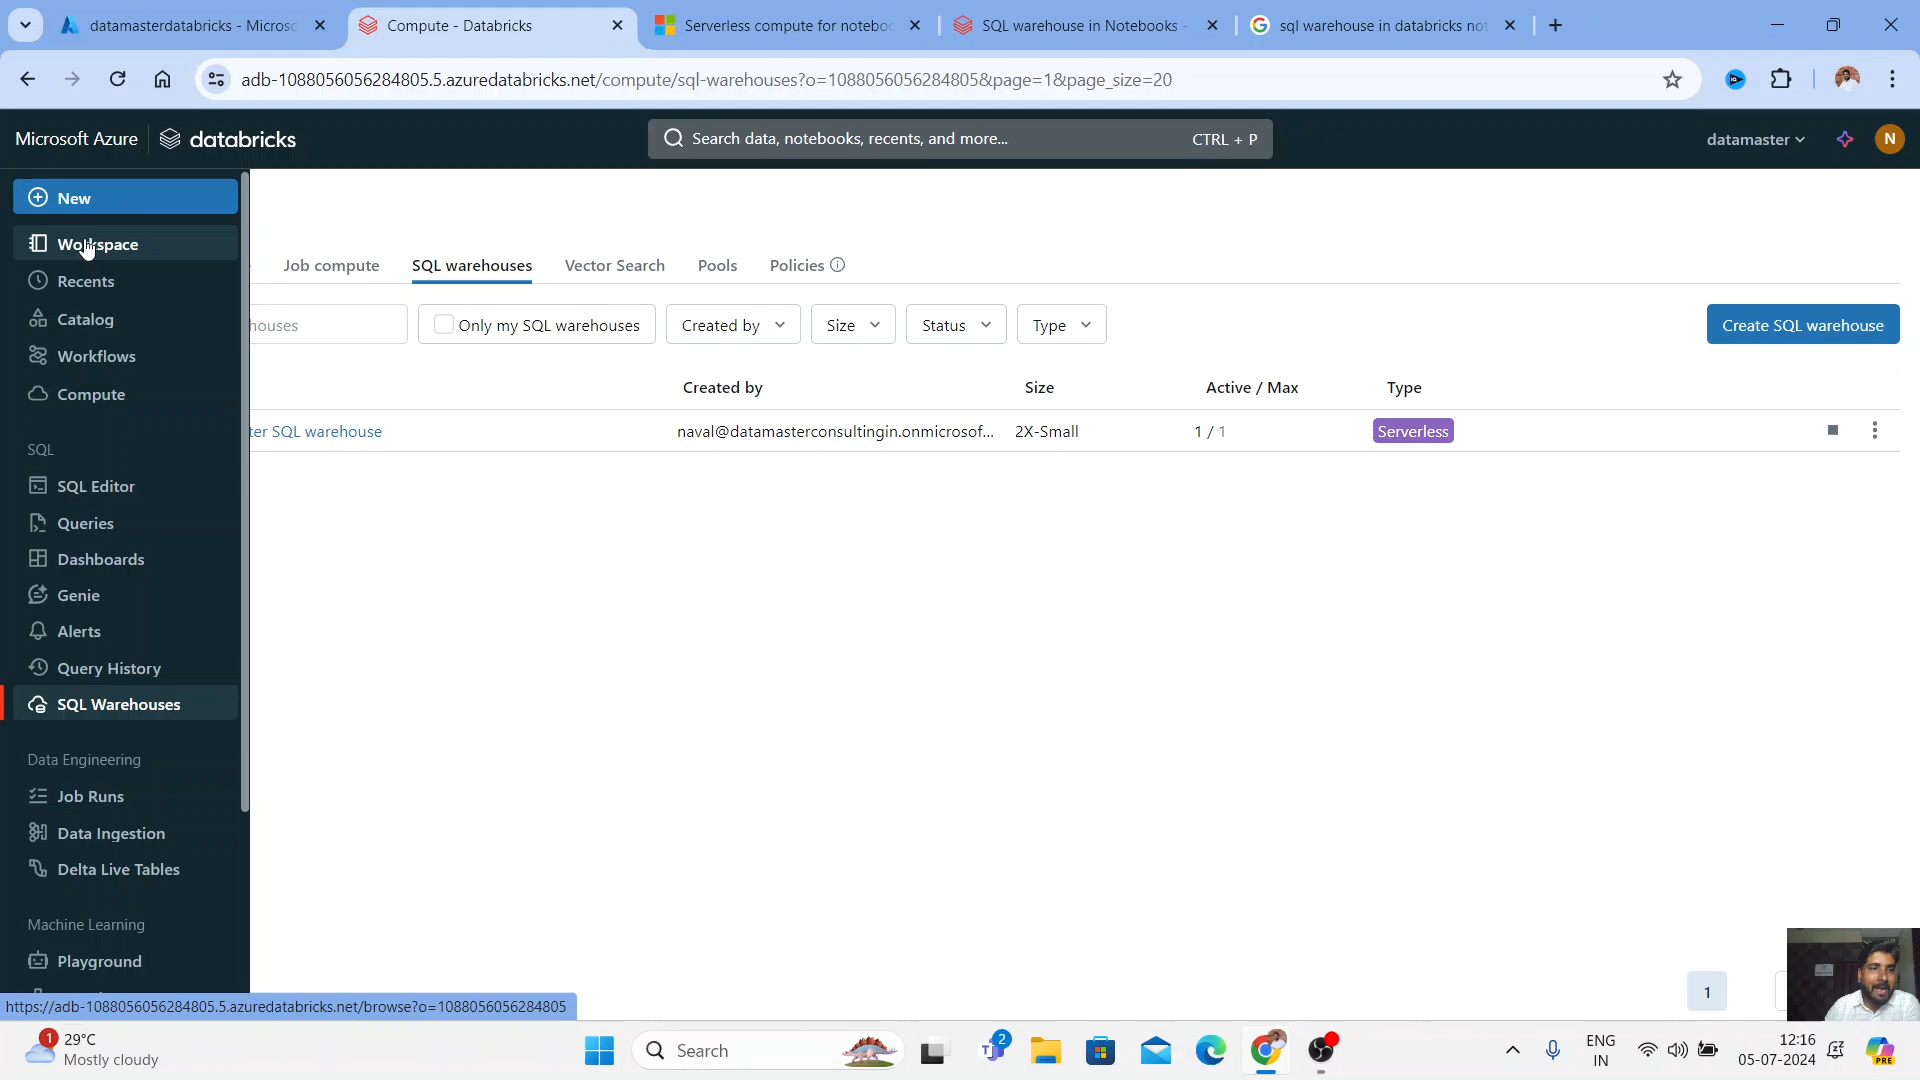 datamasterdatabricks - Microso
Compute - Databricks
Serverless compute for noteboo
SQL warehouse in Notebooks -
sql warehouse in databricks not
adb-1088056056284805.5.azuredatabricks.net/compute/sql-warehouses?o=1088056056284805&page=1&page_size=20
Microsoft Azure
databricks
Search data, notebooks, recents, and more...
CTRL + P
datamaster
N
New
Workspace
Recents
Catalog
Workflows
Compute
SQL
SQL Editor
Queries
Dashboards
Genie
Alerts
Query History
SQL Warehouses
Data Engineering
Job Runs
Data Ingestion
Delta Live Tables
Machine Learning
Playground
Job compute
SQL warehouses
Vector Search
Pools
Policies
houses
Only my SQL warehouses
Created by
Size
Status
Type
Create SQL warehouse
Created by
Size
Active / Max
Type
ter SQL warehouse
naval@datamasterconsultingin.onmicrosof...
2X-Small
1 / 1
Serverless
1
https://adb-1088056056284805.5.azuredatabricks.net/browse?o=1088056056284805
1
29°C
Mostly cloudy
Search
2
ENG
IN
12:16
05-07-2024
PRE